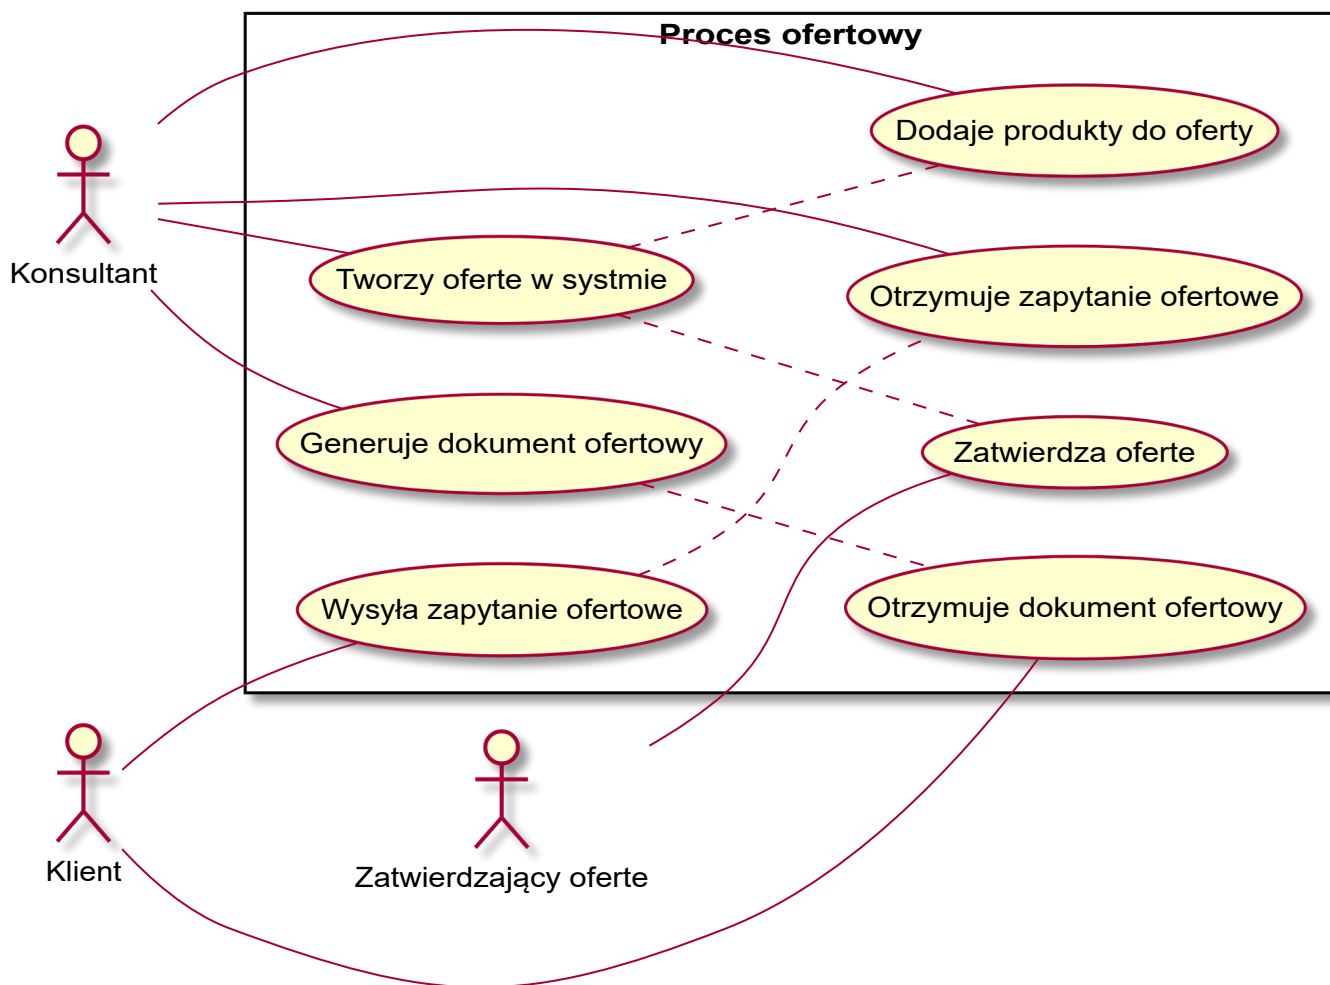 Proces ofertowy
Dodaje produkty do oferty
Konsultant
Tworzy oferte w systmie
Otrzymuje zapytanie ofertowe
Generuje dokument ofertowy
Zatwierdza oferte
Wysyła zapytanie ofertowe
Otrzymuje dokument ofertowy
Klient
Zatwierdzający oferte